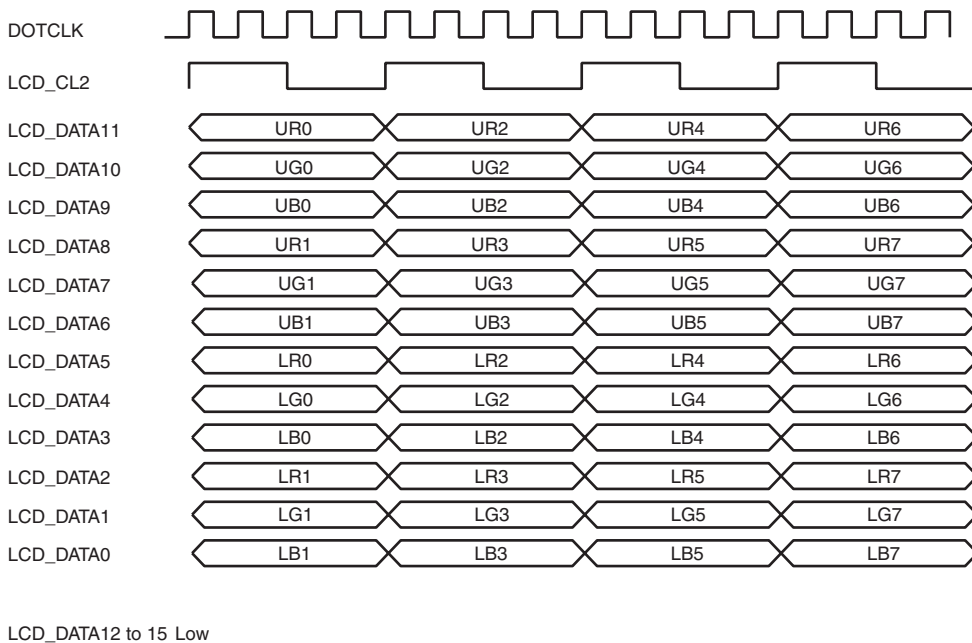 DOTCLK
LCD_CL2
LCD_DATA11 UR0 UR2 UR4 UR6
LCD_DATA10 UG0 UG2 UG4 UG6
LCD_DATA9 UB0 UB2 UB4 UB6
LCD_DATA8 UR1 UR3 UR5 UR7
LCD_DATA7 UG1 UG3 UG5 UG7
LCD_DATA6 UB1 UB3 UB5 UB7
LCD_DATA5 LR0 LR2 LR4 LR6
LCD_DATA4 LG0 LG2 LG4 LG6
LCD_DATA3 LB0 LB2 LB4 LB6
LCD_DATA2 LR1 LR3 LR5 LR7
LCD_DATA1 LG1 LG3 LG5 LG7
LCD_DATA0 LB1 LB3 LB5 LB7
LCD_DATA12 to 15 Low